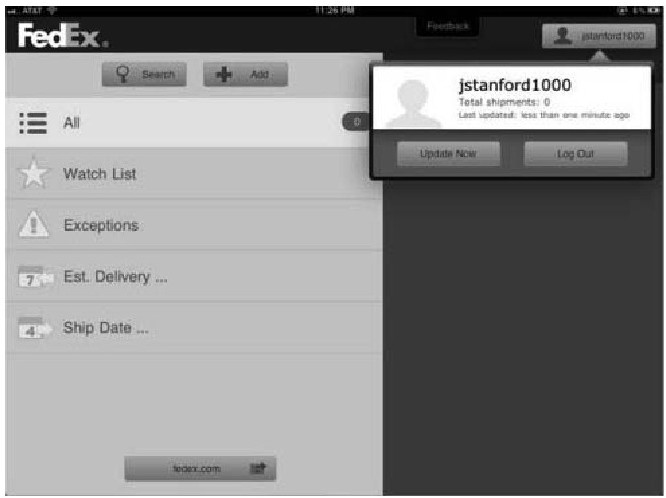 AT&T 11:26 PM
FedEx.
Feedback
jstanford1000
Search
Add
jstanford1000
Total shipments: 0
Last updated: less than one minute ago
All 0
Update Now
Log Out
Watch List
Exceptions
7 Est. Delivery ...
4 Ship Date ...
fedex.com